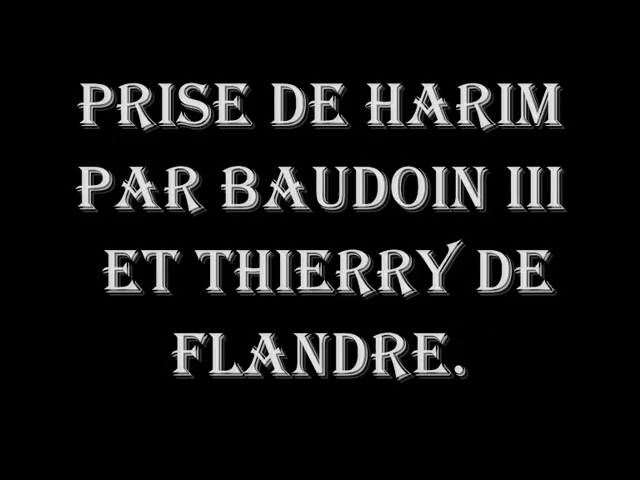 PRISE DE HARIM
PAR BAUDOIN III
ET THIERRY DE
FLANDRE.